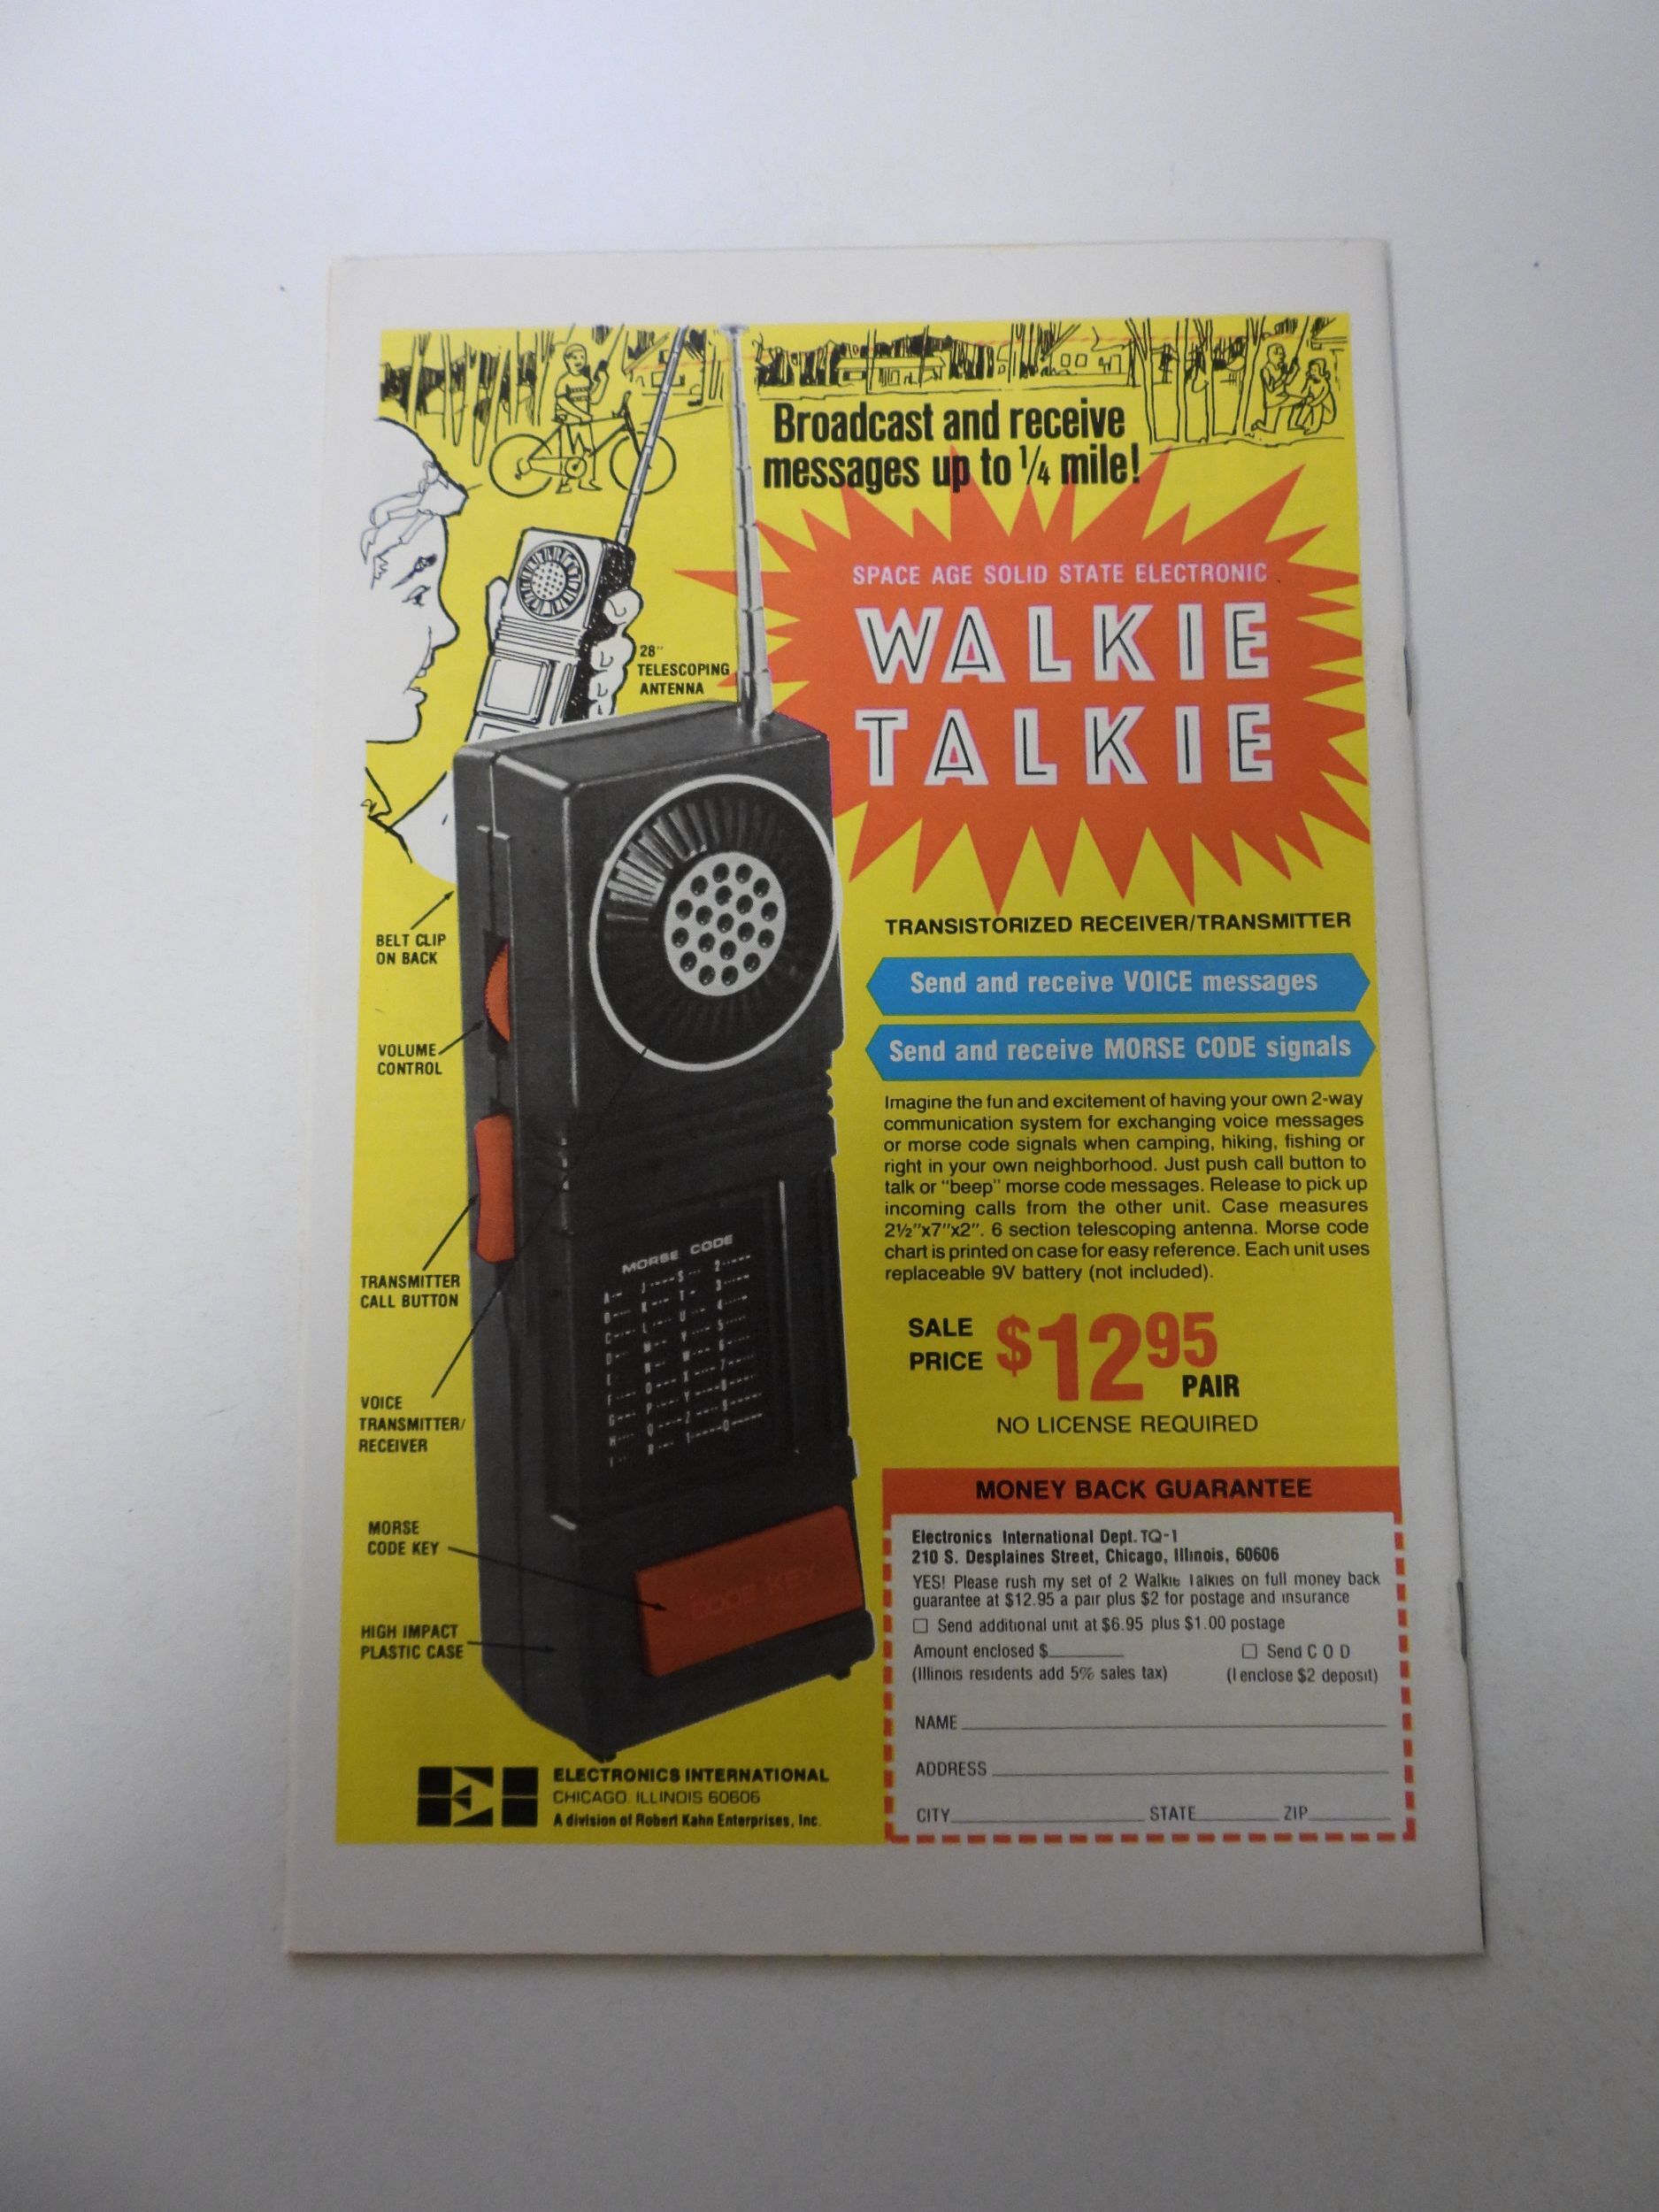 Broadcast and receive
messages up to 1/4 mile!
SPACE AGE SOLID STATE ELECTRONIC
WALKIE
TALKIE
28"
TELESCOPING
ANTENNA
BELT CLIP
ON BACK
VOLUME
CONTROL
TRANSMITTER
CALL BUTTON
VOICE
TRANSMITTER/
RECEIVER
MORSE
CODE KEY
HIGH IMPACT
PLASTIC CASE
MORSE CODE
CODE KEY
TRANSISTORIZED RECEIVER/TRANSMITTER
Send and receive VOICE messages
Send and receive MORSE CODE signals
Imagine the fun and excitement of having your own 2-way
communication system for exchanging voice messages
or morse code signals when camping, hiking, fishing or
right in your own neighborhood. Just push call button to
talk or "beep" morse code messages. Release to pick up
incoming calls from the other unit. Case measures
2½"x7"x2". 6 section telescoping antenna. Morse code
chart is printed on case for easy reference. Each unit uses
replaceable 9V battery (not included).
SALE
PRICE $12 95
PAIR
NO LICENSE REQUIRED
MONEY BACK GUARANTEE
Electronics International Dept. TQ-1
210 S. Desplaines Street, Chicago, Illinois, 60606
YES! Please rush my set of 2 Walkie Talkies on full money back
guarantee at $12.95 a pair plus $2 for postage and insurance
☐ Send additional unit at $6.95 plus $1.00 postage
Amount enclosed $________ ☐ Send C O D
(Illinois residents add 5% sales tax) (I enclose $2 deposit)
NAME
ADDRESS
CITY STATE ZIP
ELECTRONICS INTERNATIONAL
CHICAGO. ILLINOIS 60606
A division of Robert Kahn Enterprises, Inc.